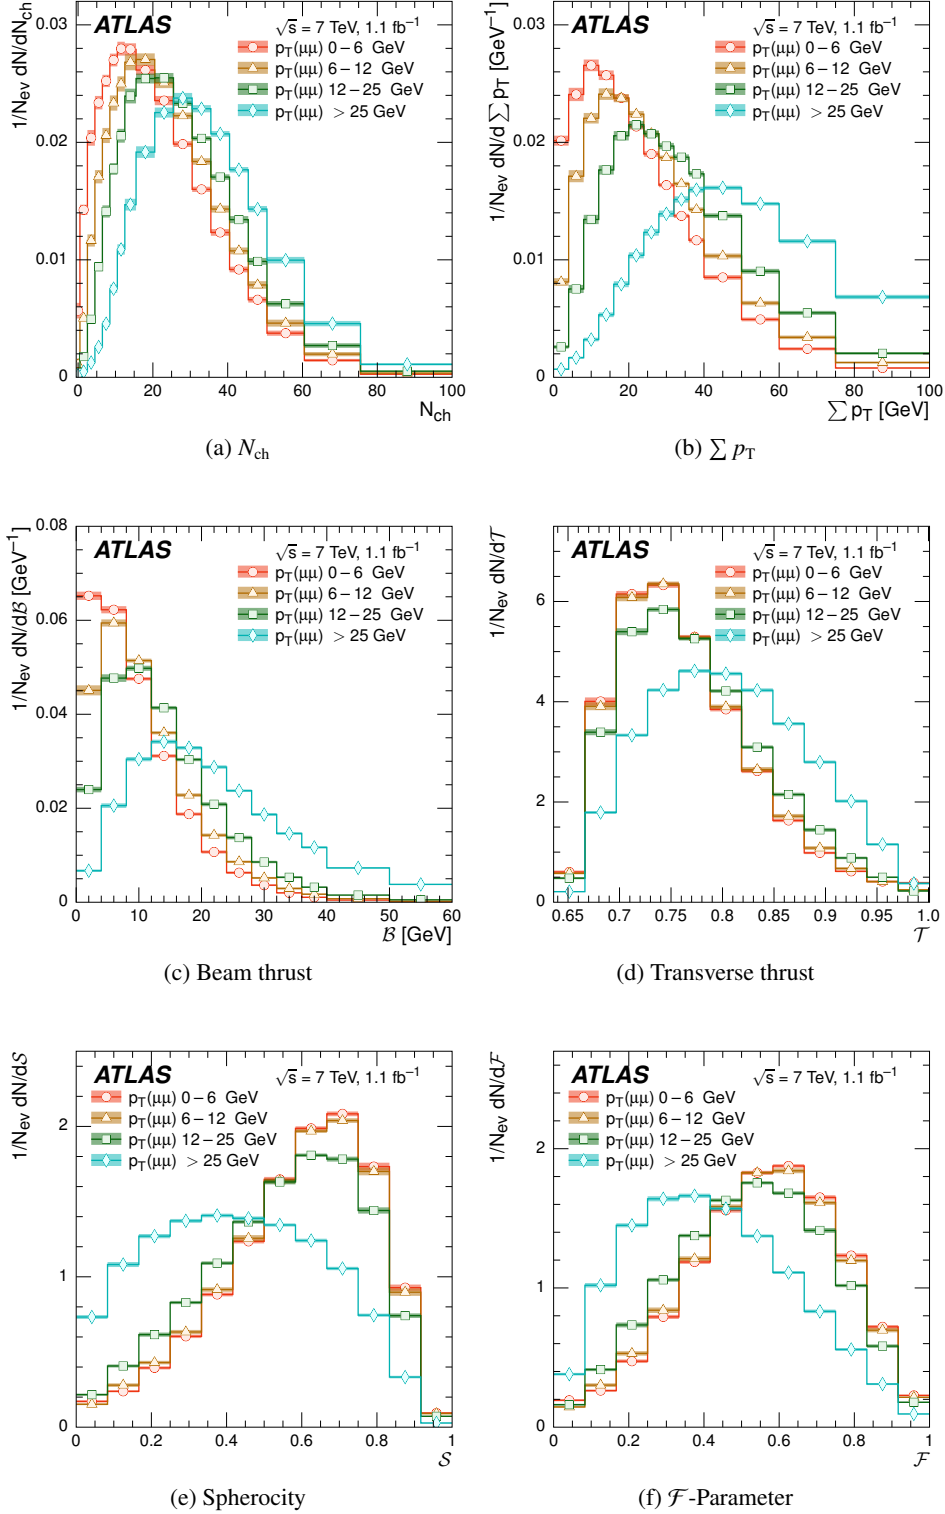 1/N_ev dN/dN_ch
ATLAS
√s = 7 TeV, 1.1 fb⁻¹
p_T(μμ) 0−6 GeV
p_T(μμ) 6−12 GeV
p_T(μμ) 12−25 GeV
p_T(μμ) > 25 GeV
0.03
0.02
0.01
0
0 20 40 60 80 100
N_ch
(a) N_ch
1/N_ev dN/d∑ p_T [GeV⁻¹]
ATLAS
√s = 7 TeV, 1.1 fb⁻¹
p_T(μμ) 0−6 GeV
p_T(μμ) 6−12 GeV
p_T(μμ) 12−25 GeV
p_T(μμ) > 25 GeV
0.03
0.02
0.01
0
0 20 40 60 80 100
∑ p_T [GeV]
(b) ∑ p_T
1/N_ev dN/dℬ [GeV⁻¹]
ATLAS
√s = 7 TeV, 1.1 fb⁻¹
p_T(μμ) 0−6 GeV
p_T(μμ) 6−12 GeV
p_T(μμ) 12−25 GeV
p_T(μμ) > 25 GeV
0.08
0.06
0.04
0.02
0
0 10 20 30 40 50 60
ℬ [GeV]
(c) Beam thrust
1/N_ev dN/d𝒯
ATLAS
√s = 7 TeV, 1.1 fb⁻¹
p_T(μμ) 0−6 GeV
p_T(μμ) 6−12 GeV
p_T(μμ) 12−25 GeV
p_T(μμ) > 25 GeV
6
4
2
0
0.65 0.7 0.75 0.8 0.85 0.9 0.95 1.0
𝒯
(d) Transverse thrust
1/N_ev dN/d𝒮
ATLAS
√s = 7 TeV, 1.1 fb⁻¹
p_T(μμ) 0−6 GeV
p_T(μμ) 6−12 GeV
p_T(μμ) 12−25 GeV
p_T(μμ) > 25 GeV
2
1
0
0 0.2 0.4 0.6 0.8 1
𝒮
(e) Spherocity
1/N_ev dN/dℱ
ATLAS
√s = 7 TeV, 1.1 fb⁻¹
p_T(μμ) 0−6 GeV
p_T(μμ) 6−12 GeV
p_T(μμ) 12−25 GeV
p_T(μμ) > 25 GeV
2
1
0
0 0.2 0.4 0.6 0.8 1
ℱ
(f) ℱ-Parameter